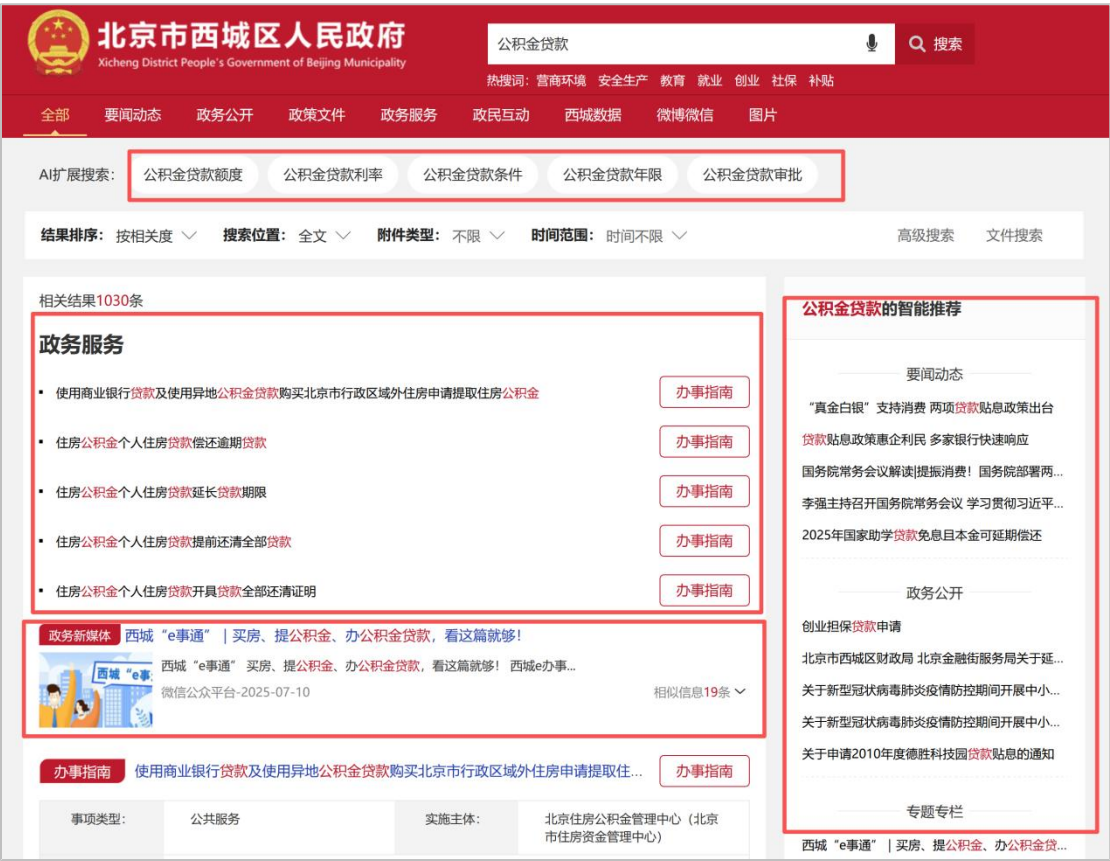 北京市西城区人民政府
Xicheng District People's Government of Beijing Municipality
公积金贷款
搜索
热搜词: 营商环境 安全生产 教育 就业 创业 社保 补贴
全部 要闻动态 政务公开 政策文件 政务服务 政民互动 西城数据 微博微信 图片
AI扩展搜索: 公积金贷款额度 公积金贷款利率 公积金贷款条件 公积金贷款年限 公积金贷款审批
结果排序: 按相关度 搜索位置: 全文 附件类型: 不限 时间范围: 时间不限 高级搜索 文件搜索
相关结果1030条
政务服务
使用商业银行贷款及使用异地公积金贷款购买北京市行政区域外住房申请提取住房公积金 办事指南
住房公积金个人住房贷款偿还逾期贷款 办事指南
住房公积金个人住房贷款延长贷款期限 办事指南
住房公积金个人住房贷款提前还清全部贷款 办事指南
住房公积金个人住房贷款开具贷款全部还清证明 办事指南
政务新媒体 西城“e事通”｜买房、提公积金、办公积金贷款，看这篇就够！
西城“e事
西城“e事通” 买房、提公积金、办公积金贷款，看这篇就够！ 西城e办事...
微信公众平台-2025-07-10 相似信息19条
办事指南 使用商业银行贷款及使用异地公积金贷款购买北京市行政区域外住房申请提取住... 办事指南
事项类型: 公共服务 实施主体: 北京住房公积金管理中心（北京
市住房资金管理中心）
公积金贷款的智能推荐
要闻动态
“真金白银”支持消费 两项贷款贴息政策出台
贷款贴息政策惠企利民 多家银行快速响应
国务院常务会议解读|提振消费！国务院部署两...
李强主持召开国务院常务会议 学习贯彻习近平...
2025年国家助学贷款免息且本金可延期偿还
政务公开
创业担保贷款申请
北京市西城区财政局 北京金融街服务局关于延...
关于新型冠状病毒肺炎疫情防控期间开展中小...
关于新型冠状病毒肺炎疫情防控期间开展中小...
关于申请2010年度德胜科技园贷款贴息的通知
专题专栏
西城“e事通”｜买房、提公积金、办公积金贷...